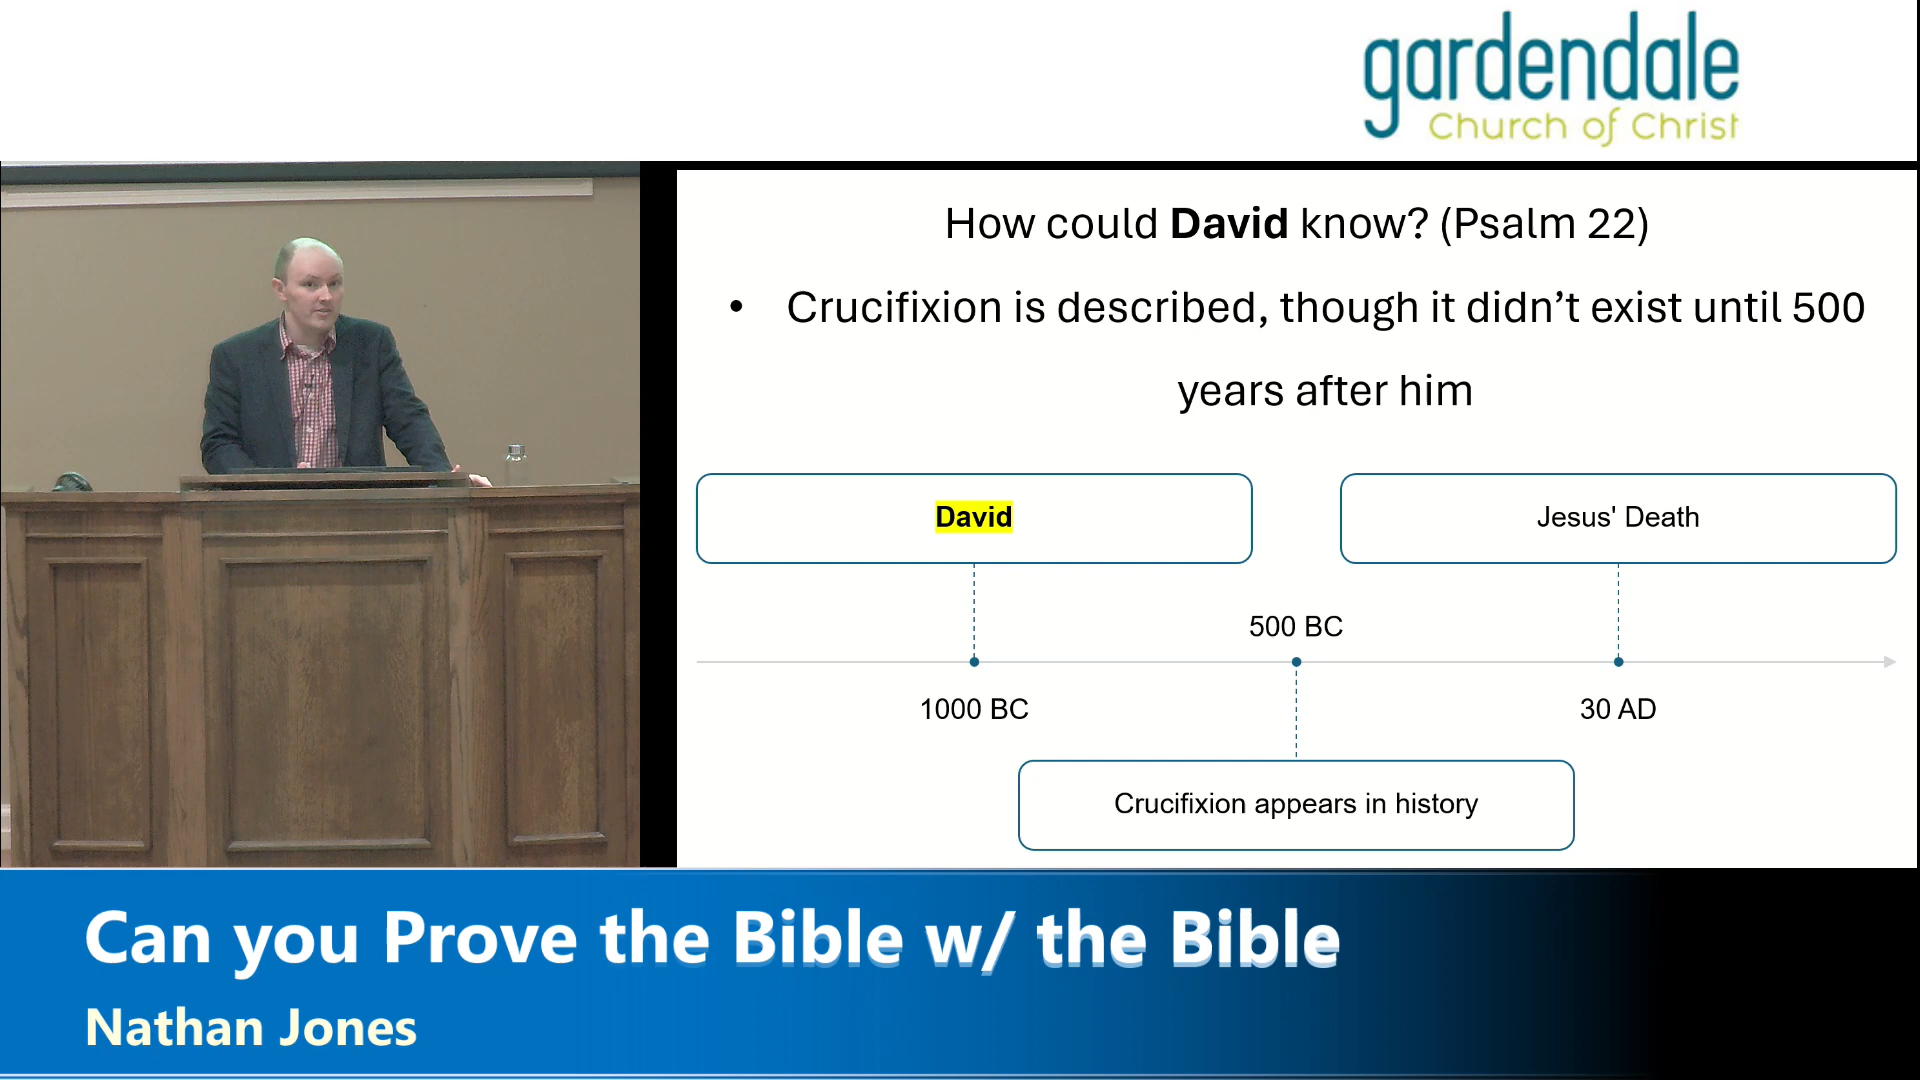 gardendale
Church of Christ
How could David know? (Psalm 22)
• Crucifixion is described, though it didn’t exist until 500
years after him
David
Jesus' Death
500 BC
1000 BC
30 AD
Crucifixion appears in history
Can you Prove the Bible w/ the Bible
Nathan Jones